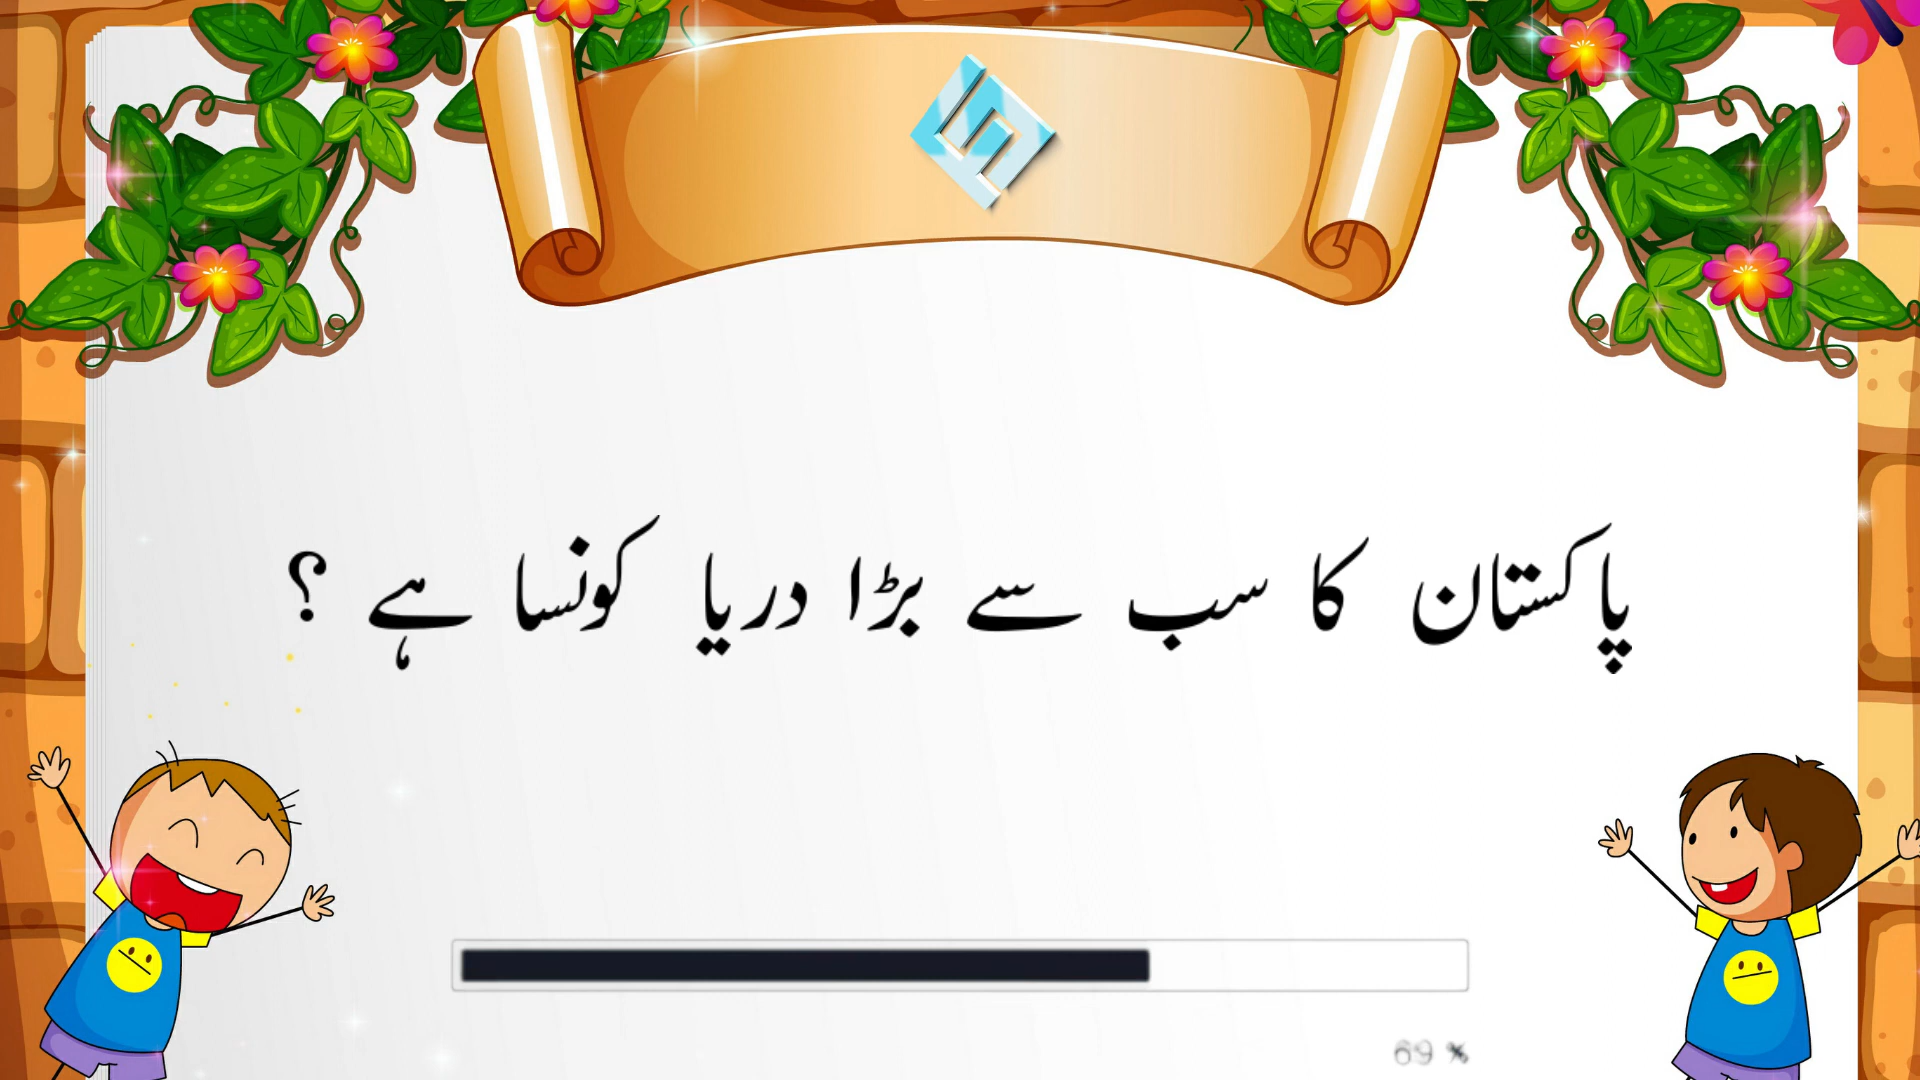 پاکستان کا سب سے بڑا دریا کونسا ہے ؟
69 %